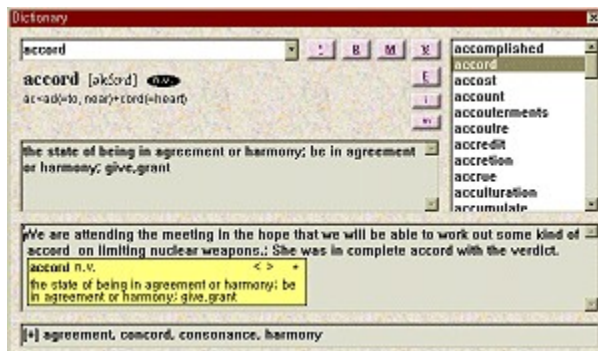 Dictionary
accord
accord [əkɔ́ːrd] n.v.
ac<ad(=to, near)+cord(=heart)
the state of being in agreement or harmony; be in agreement
or harmony; give,grant
We are attending the meeting in the hope that we will be able to work out some kind of
accord on limiting nuclear weapons.; She was in complete accord with the verdict.
accord n.v. < > +
the state of being in agreement or harmony; be
in agreement or harmony; give,grant
[+] agreement, concord, consonance, harmony
! B M
E
i
accomplished
accord
accost
account
accouterments
accoutre
accredit
accretion
accrue
acculturation
accumulate